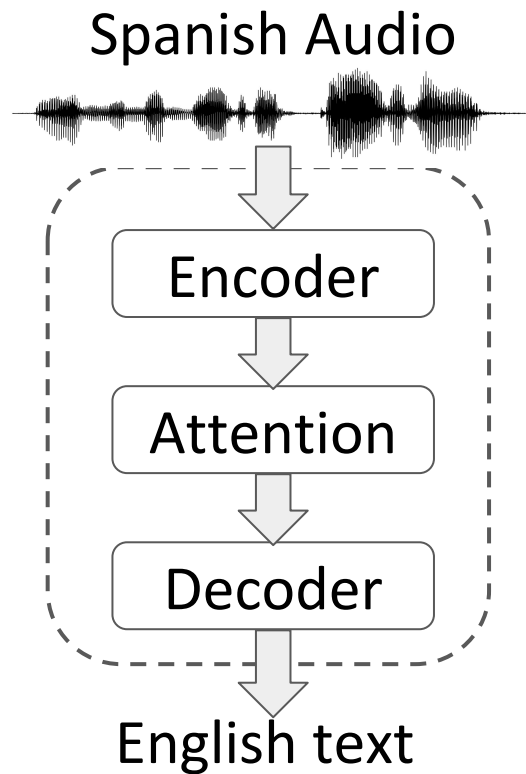 Spanish Audio
Encoder
Attention
Decoder
English text